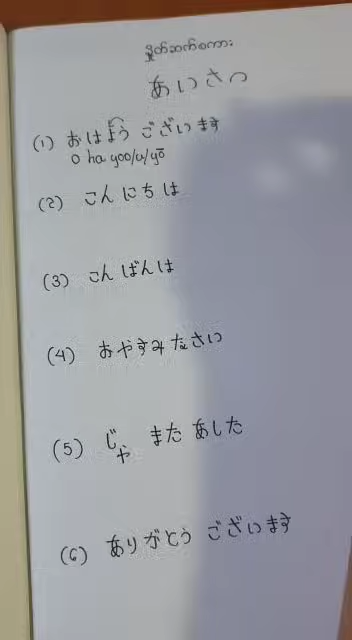 နှုတ်ဆက်စကား
あいさつ
(1) おはよう ございます
o ha yoo/u/yō
(2) こんにちは
(3) こんばんは
(4) おやすみなさい
(5) じゃ また あした
(6) ありがとう ございます